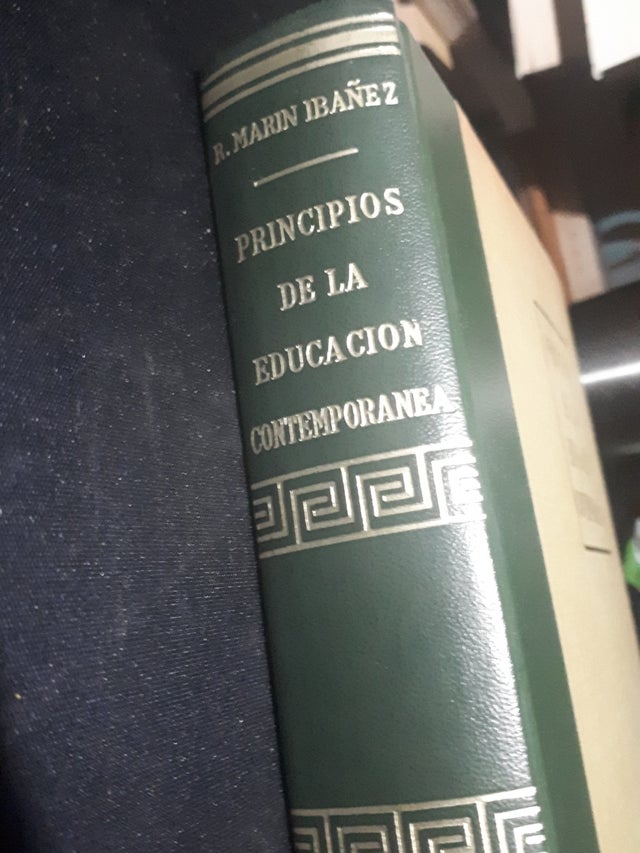 R. MARIN IBAÑEZ
PRINCIPIOS
DE LA
EDUCACION
CONTEMPORANEA